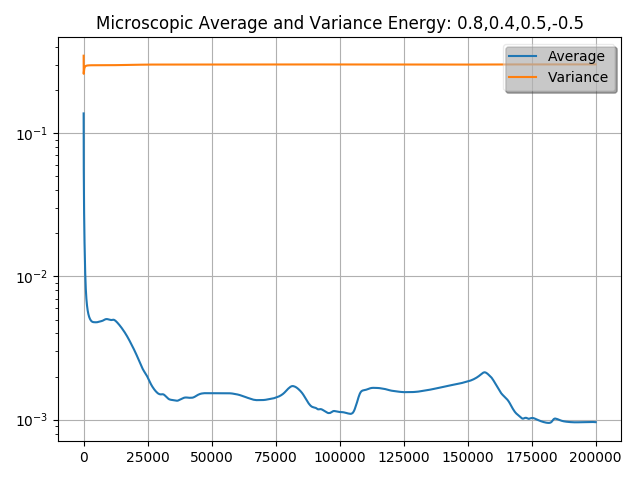 Microscopic Average and Variance Energy: 0.8,0.4,0.5,-0.5
Average
Variance
10⁻¹
10⁻²
10⁻³
0 25000 50000 75000 100000 125000 150000 175000 200000